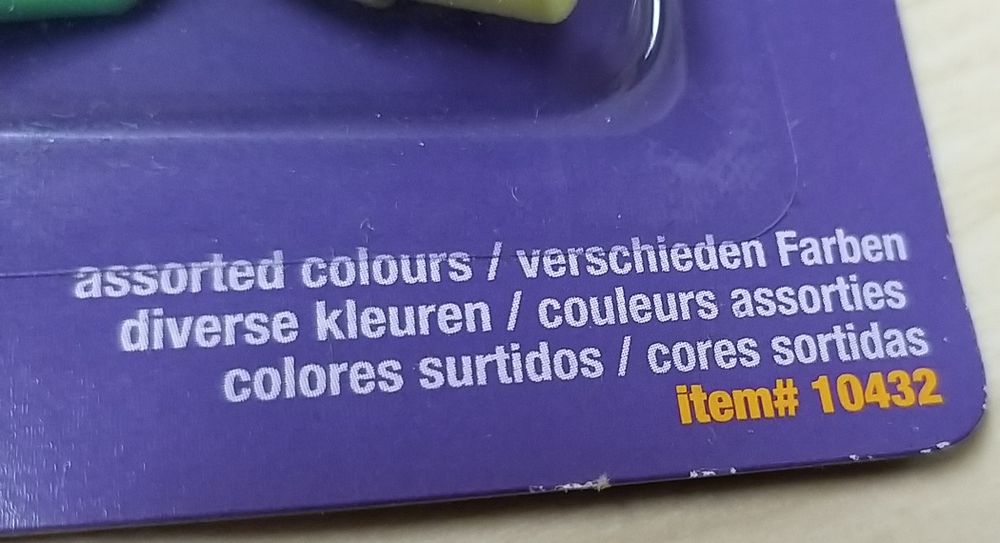 assorted colours / verschieden Farben
diverse kleuren / couleurs assorties
colores surtidos / cores sortidas
item# 10432